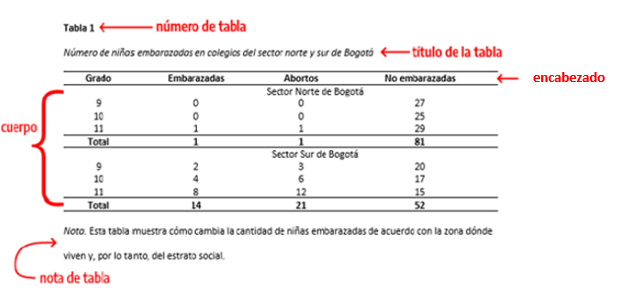 Tabla 1 número de tabla
Número de niñas embarazadas en colegios del sector norte y sur de Bogotá título de la tabla
Grado Embarazadas Abortos No embarazadas encabezado
Sector Norte de Bogotá
9 0 0 27
10 0 0 25
cuerpo
11 1 1 29
Total 1 1 81
Sector Sur de Bogotá
9 2 3 20
10 4 6 17
11 8 12 15
Total 14 21 52
Nota. Esta tabla muestra cómo cambia la cantidad de niñas embarazadas de acuerdo con la zona dónde
viven y, por lo tanto, del estrato social.
nota de tabla